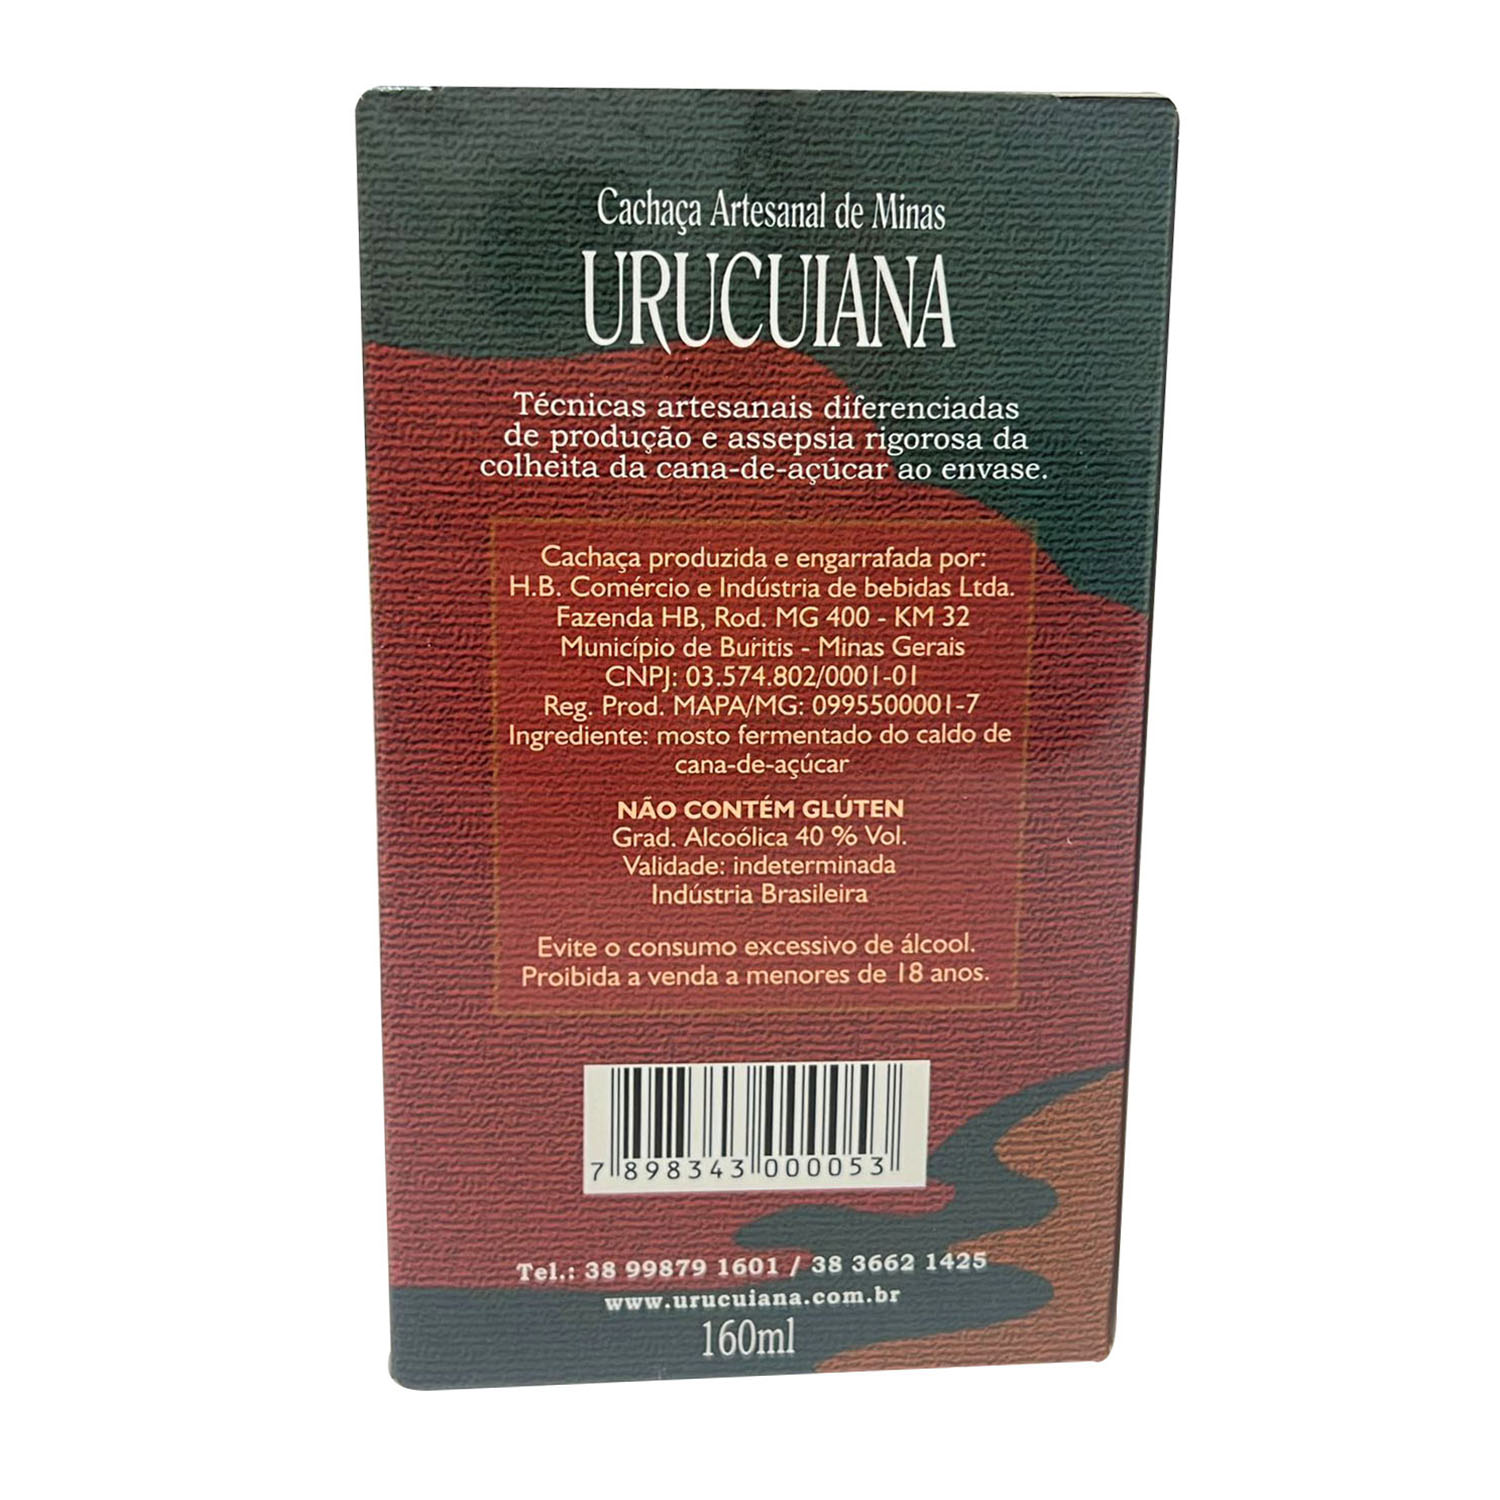 Cachaça Artesanal de Minas
URUCUIANA
Técnicas artesanais diferenciadas
de produção e assepsia rigorosa da
colheita da cana-de-açúcar ao envase.
Cachaça produzida e engarrafada por:
H.B. Comércio e Indústria de bebidas Ltda.
Fazenda HB, Rod. MG 400 - KM 32
Município de Buritis - Minas Gerais
CNPJ: 03.574.802/0001-01
Reg. Prod. MAPA/MG: 0995500001-7
Ingrediente: mosto fermentado do caldo de
cana-de-açúcar
NÃO CONTÉM GLÚTEN
Grad. Alcoólica 40 % Vol.
Validade: indeterminada
Indústria Brasileira
Evite o consumo excessivo de álcool.
Proibida a venda a menores de 18 anos.
7 898343 000053
Tel.: 38 99879 1601 / 38 3662 1425
www.urucuiana.com.br
160ml